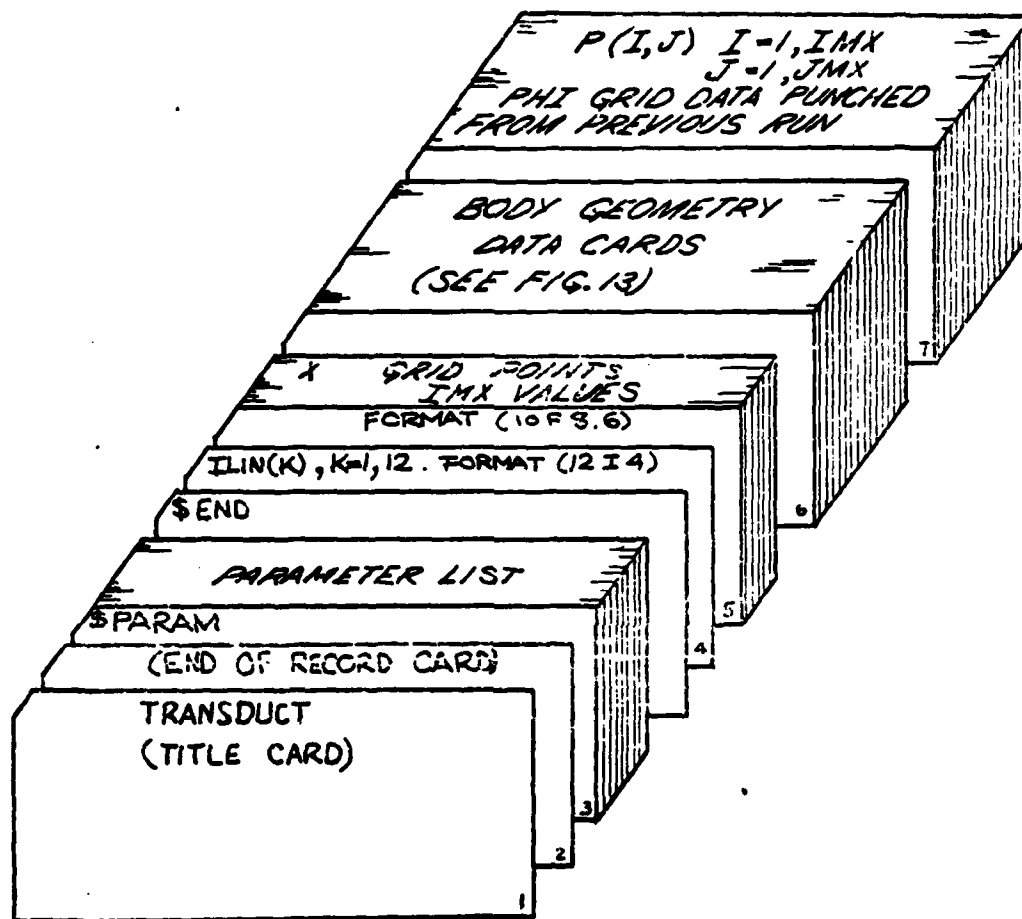 P(I,J) I=1,IMX
J=1,JMX
PHI GRID DATA PUNCHED
FROM PREVIOUS RUN
7
BODY GEOMETRY
DATA CARDS
(SEE FIG. 13)
6
X GRID POINTS
IMX VALUES
FORMAT (10F8.6)
5
ILIN(K), K=1,12. FORMAT (12I4)
4
$END
PARAMETER LIST
$PARAM
3
(END OF RECORD CARD)
2
TRANSDUCT
(TITLE CARD)
1